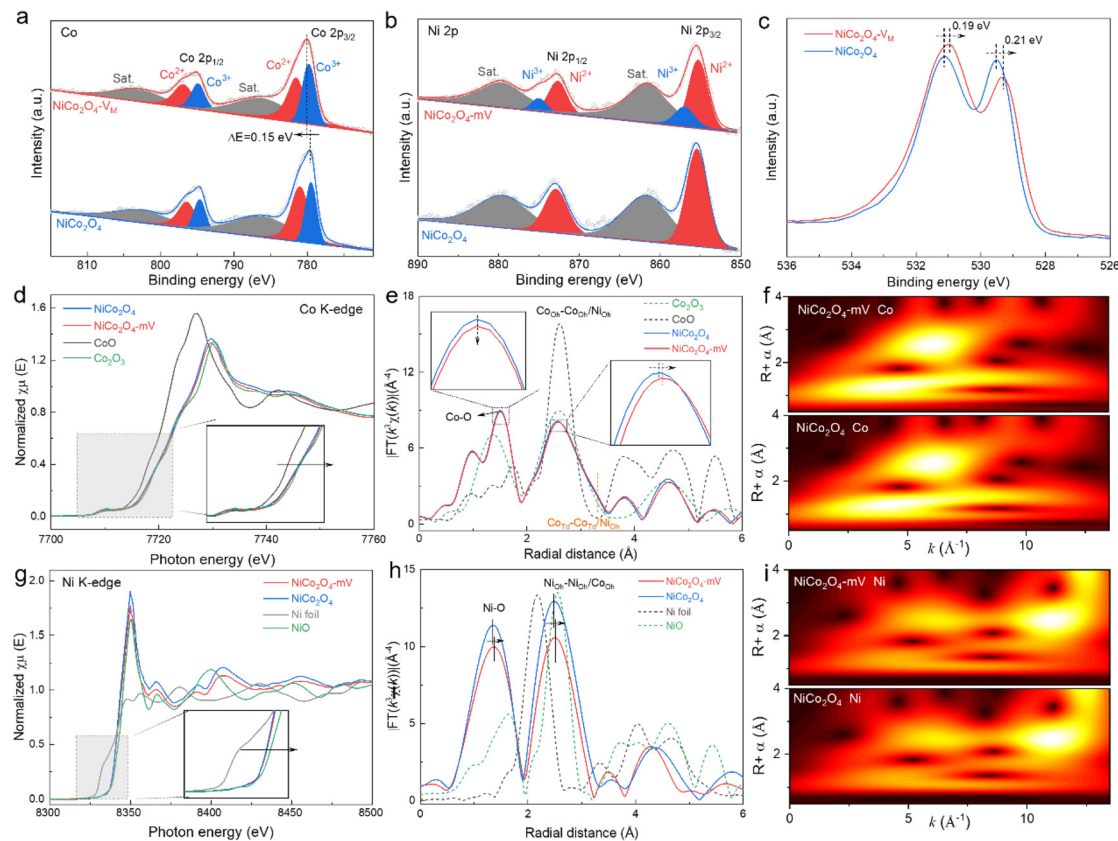 a
Co
Co 2p3/2
Co 2p1/2
Co2+
Co3+
Co2+
Co3+
Sat.
Sat.
NiCo2O4-VM
ΔE=0.15 eV
NiCo2O4
Intensity (a.u.)
810 800 790 780
Binding energy (eV)
b
Ni 2p
Ni 2p3/2
Ni 2p1/2
Sat.
Ni3+
Ni2+
Sat.
Ni3+
Ni2+
NiCo2O4-mV
NiCo2O4
Intensity (a.u.)
890 880 870 860 850
Binding energy (eV)
c
NiCo2O4-VM
NiCo2O4
0.19 eV
0.21 eV
Intensity (a.u.)
536 534 531 530 528 526
Binding energy (eV)
d
Co K-edge
NiCo2O4
NiCo2O4-mV
CoO
Co2O3
Normalized χμ (E)
1.6
1.2
0.8
0.4
0.0
7700 7720 7740 7760
Photon energy (eV)
e
CoOh-CoOh/NiOh
Co2O3
CoO
NiCo2O4
NiCo2O4-mV
Co-O
CoTd-CoTd/NiOh
|FT(k3χ(k))|(Å-4)
18
12
6
0
0 1 2 3 4 5 6
Radial distance (Å)
f
NiCo2O4-mV Co
NiCo2O4 Co
R+ α (Å)
R+ α (Å)
4
2
4
2
0 5 10
k (Å-1)
g
Ni K-edge
NiCo2O4-mV
NiCo2O4
Ni foil
NiO
Normalized χμ (E)
2.0
1.5
1.0
0.5
0.0
8300 8350 8400 8450 8500
Photon energy (eV)
h
NiOh-NiOh/CoOh
Ni-O
NiCo2O4-mV
NiCo2O4
Ni foil
NiO
15
10
5
0
0 2 4 6
Radial distance (Å)
i
NiCo2O4-mV Ni
NiCo2O4 Ni
R+ α (Å)
R+ α (Å)
4
2
4
2
0 5 10
k (Å-1)